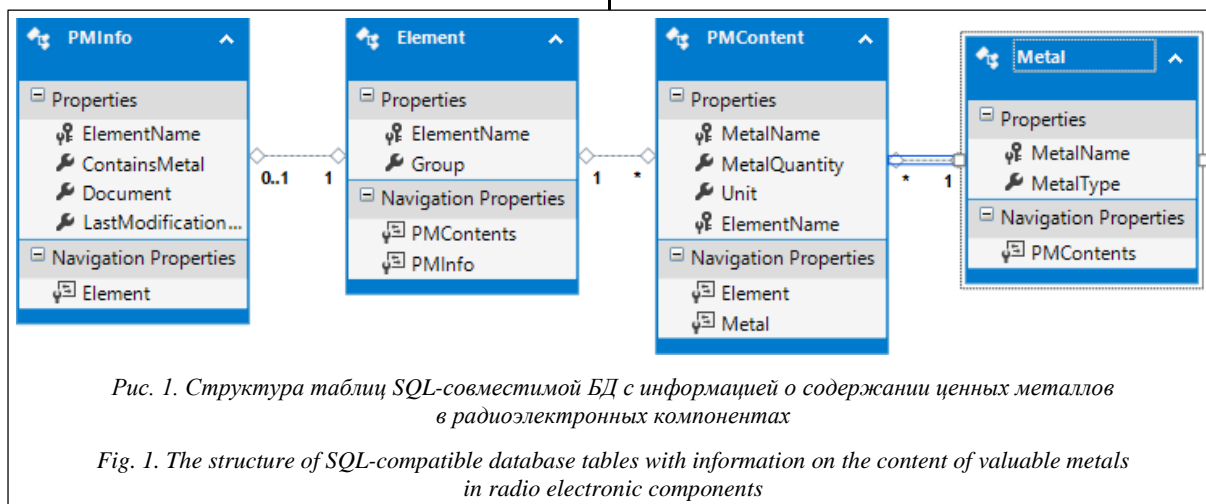 PMInfo
Properties
ElementName
ContainsMetal
Document
LastModification...
Navigation Properties
Element
0..1 1
Element
Properties
ElementName
Group
Navigation Properties
PMContents
PMInfo
1 *
PMContent
Properties
MetalName
MetalQuantity
Unit
ElementName
Navigation Properties
Element
Metal
* 1
Metal
Properties
MetalName
MetalType
Navigation Properties
PMContents
Рис. 1. Структура таблиц SQL-совместимой БД с информацией о содержании ценных металлов
в радиоэлектронных компонентах
Fig. 1. The structure of SQL-compatible database tables with information on the content of valuable metals
in radio electronic components